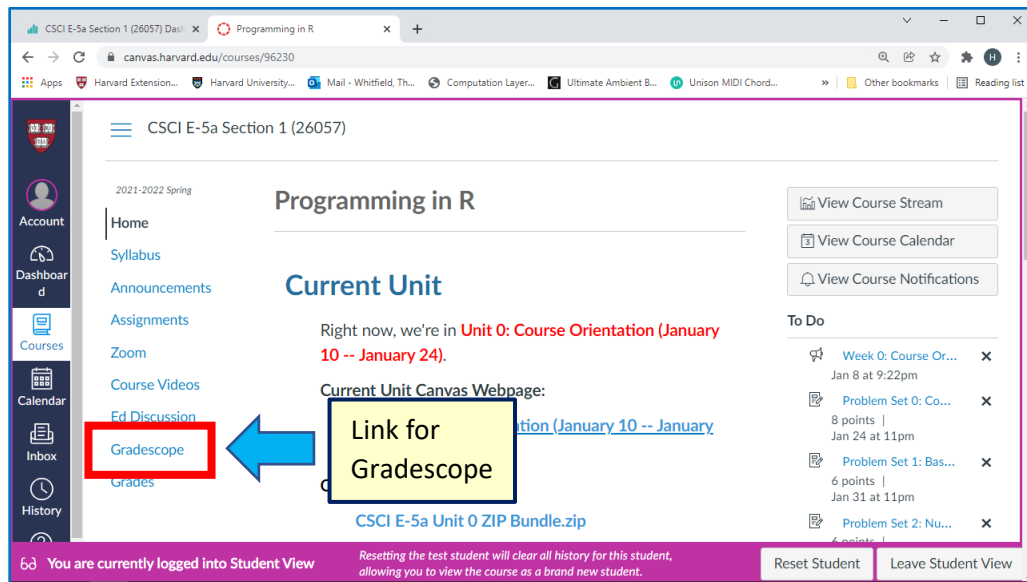 CSCI E-5a Section 1 (26057) Dash
Programming in R
canvas.harvard.edu/courses/96230
H
Apps
Harvard Extension...
Harvard University...
Mail - Whitfield, Th...
Computation Layer...
Ultimate Ambient B...
Unison MIDI Chord...
»
Other bookmarks
Reading list
CSCI E-5a Section 1 (26057)
Account
Dashboar
d
Courses
Calendar
Inbox
History
2021-2022 Spring
Home
Syllabus
Announcements
Assignments
Zoom
Course Videos
Ed Discussion
Gradescope
Grades
Programming in R
Current Unit
Right now, we're in Unit 0: Course Orientation (January
10 -- January 24).
Current Unit Canvas Webpage:
ation (January 10 -- January
Link for
Gradescope
CSCI E-5a Unit 0 ZIP Bundle.zip
View Course Stream
3 View Course Calendar
View Course Notifications
To Do
Week 0: Course Or...
Jan 8 at 9:22pm
Problem Set 0: Co...
8 points |
Jan 24 at 11pm
Problem Set 1: Bas...
6 points |
Jan 31 at 11pm
Problem Set 2: Nu...
6 points |
You are currently logged into Student View
Resetting the test student will clear all history for this student,
allowing you to view the course as a brand new student.
Reset Student
Leave Student View